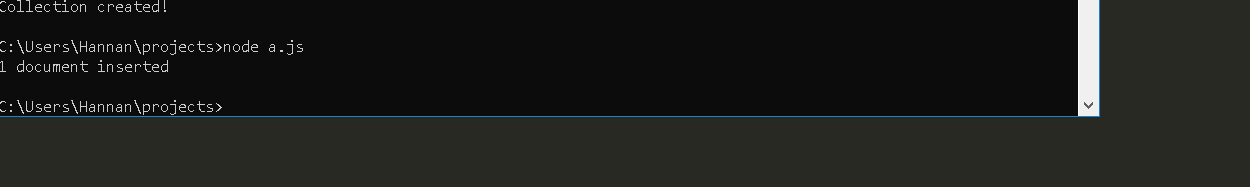 Collection created!
C:\Users\Hannan\projects>node a.js
1 document inserted
C:\Users\Hannan\projects>